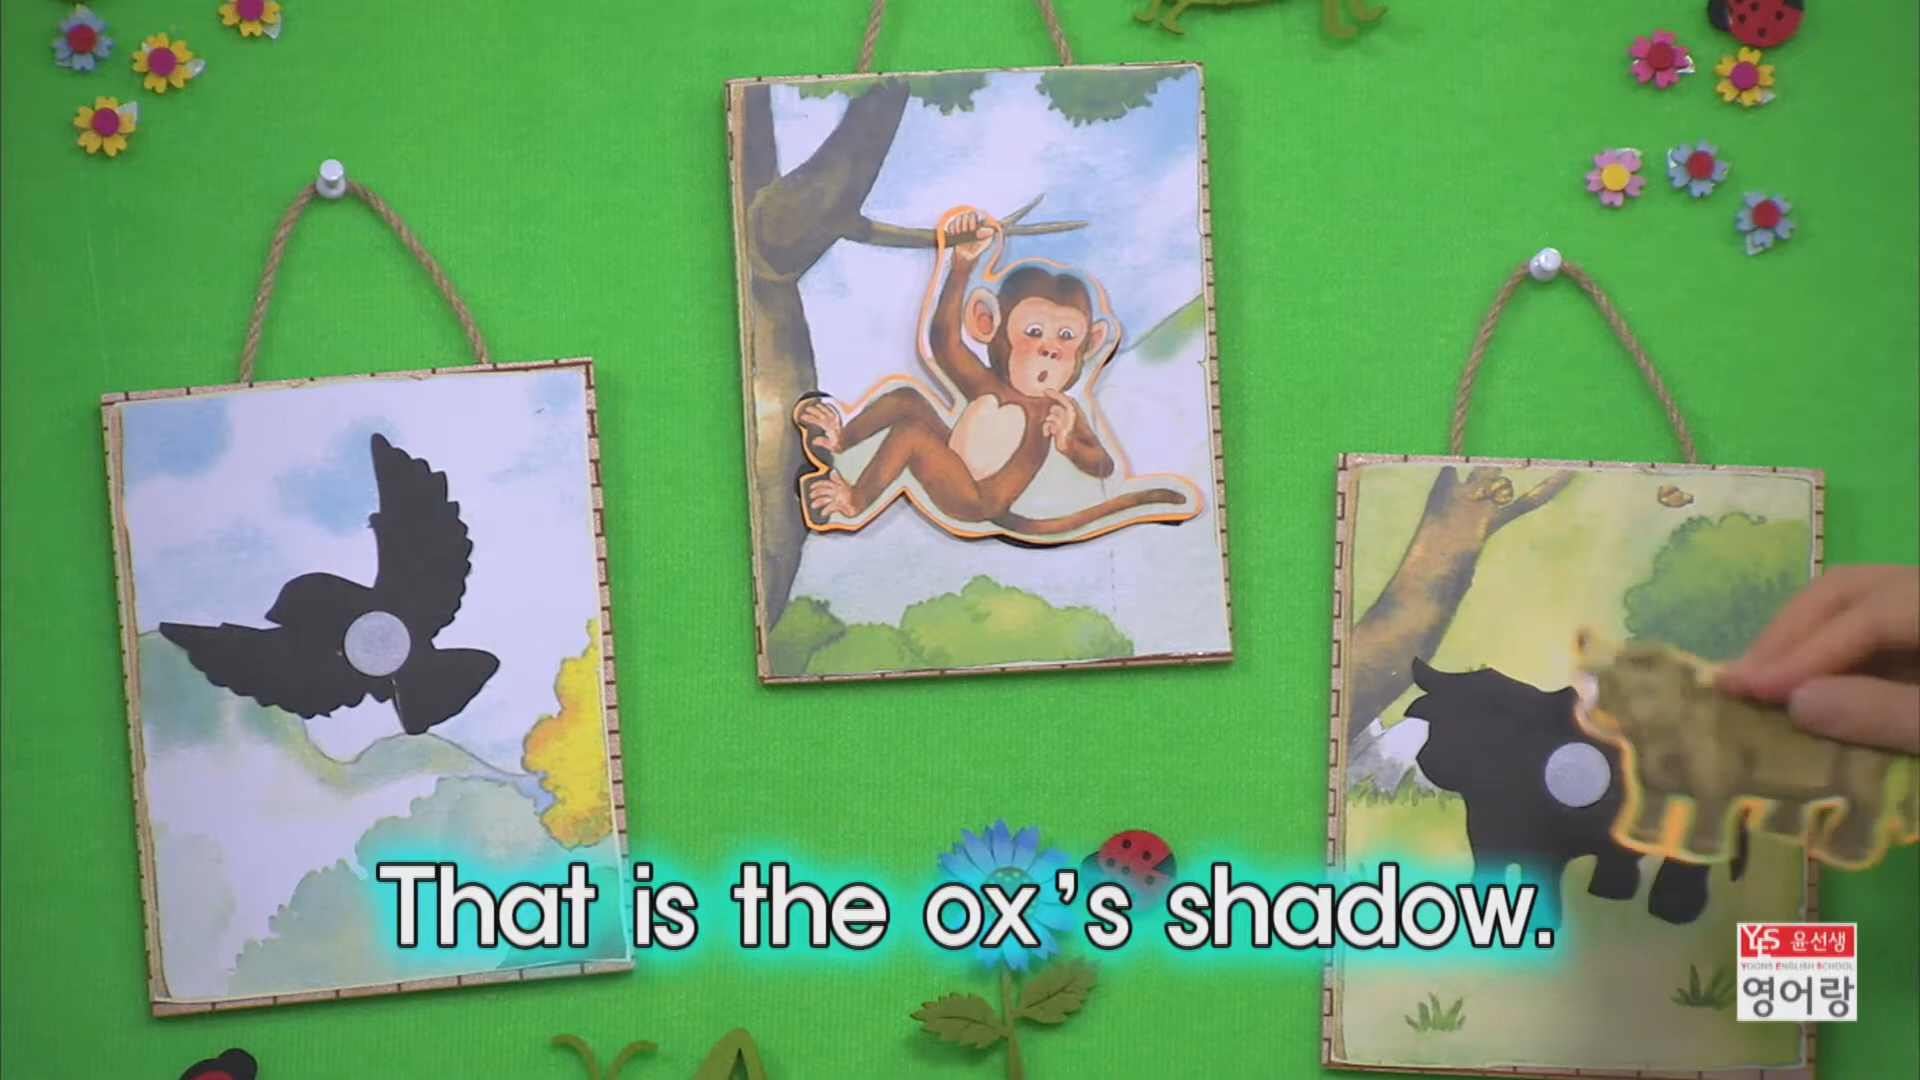 That is the ox's shadow.
YES 윤선생
YOONS ENGLISH SCHOOL
영어랑